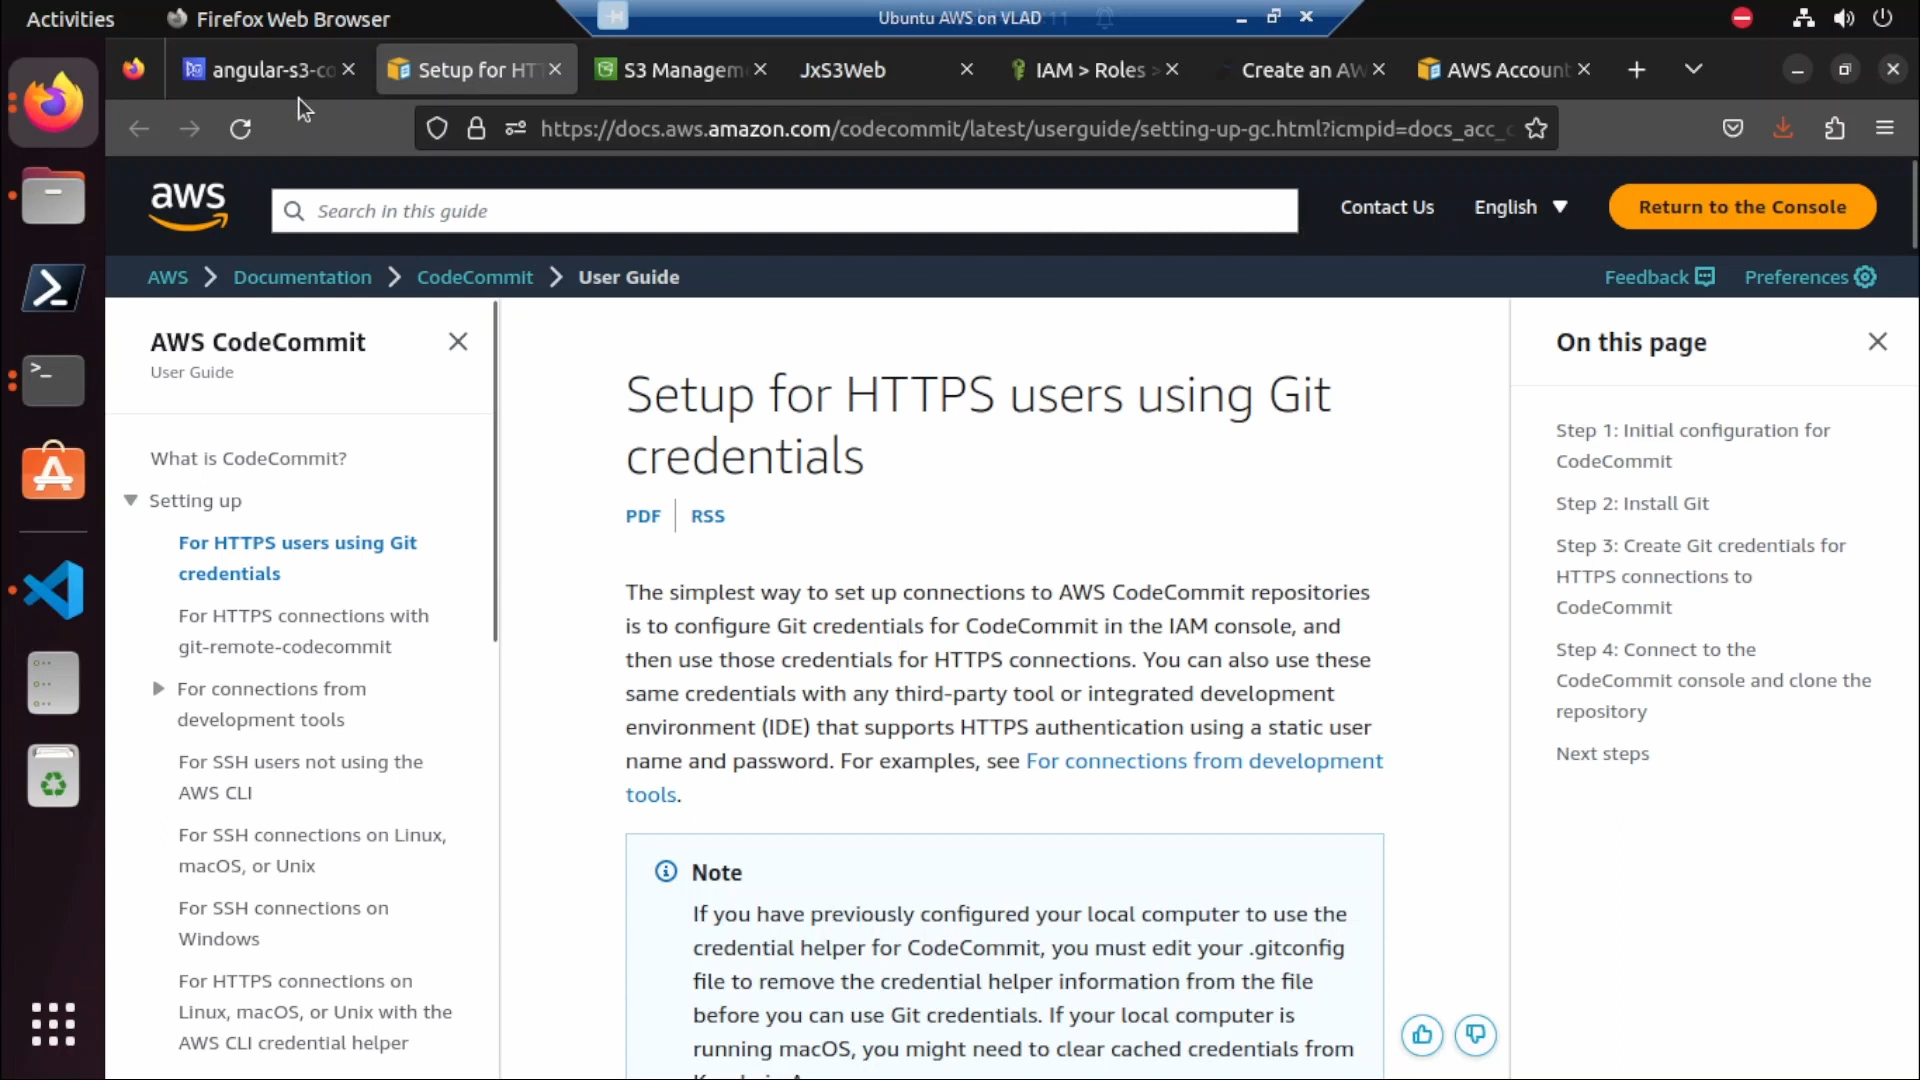 Activities
Firefox Web Browser
Ubuntu AWS on VLAD
angular-s3-co
Setup for HT
S3 Managem
JxS3Web
IAM > Roles >
Create an AW
AWS Account
https://docs.aws.amazon.com/codecommit/latest/userguide/setting-up-gc.html?icmpid=docs_acc_
aws
Search in this guide
Contact Us
English
Return to the Console
AWS
Documentation
CodeCommit
User Guide
Feedback
Preferences
AWS CodeCommit
User Guide
What is CodeCommit?
Setting up
For HTTPS users using Git
credentials
For HTTPS connections with
git-remote-codecommit
For connections from
development tools
For SSH users not using the
AWS CLI
For SSH connections on Linux,
macOS, or Unix
For SSH connections on
Windows
For HTTPS connections on
Linux, macOS, or Unix with the
AWS CLI credential helper
Setup for HTTPS users using Git
credentials
PDF
RSS
The simplest way to set up connections to AWS CodeCommit repositories
is to configure Git credentials for CodeCommit in the IAM console, and
then use those credentials for HTTPS connections. You can also use these
same credentials with any third-party tool or integrated development
environment (IDE) that supports HTTPS authentication using a static user
name and password. For examples, see For connections from development
tools.
Note
If you have previously configured your local computer to use the
credential helper for CodeCommit, you must edit your .gitconfig
file to remove the credential helper information from the file
before you can use Git credentials. If your local computer is
running macOS, you might need to clear cached credentials from
On this page
Step 1: Initial configuration for
CodeCommit
Step 2: Install Git
Step 3: Create Git credentials for
HTTPS connections to
CodeCommit
Step 4: Connect to the
CodeCommit console and clone the
repository
Next steps